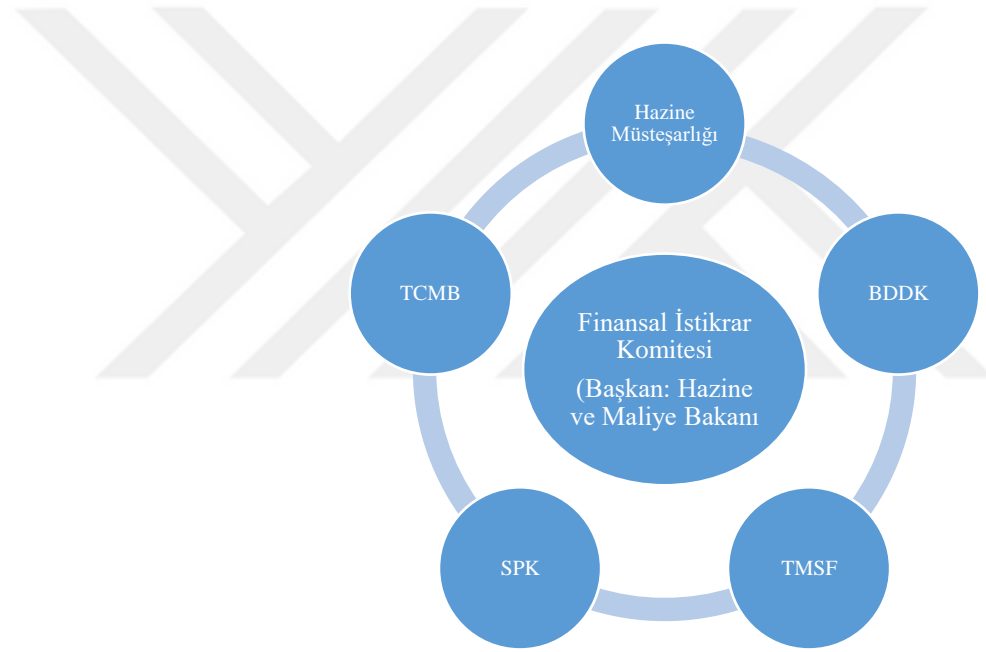 Hazine
Müsteşarlığı
TCMB
BDDK
Finansal İstikrar
Komitesi
(Başkan: Hazine
ve Maliye Bakanı
SPK
TMSF